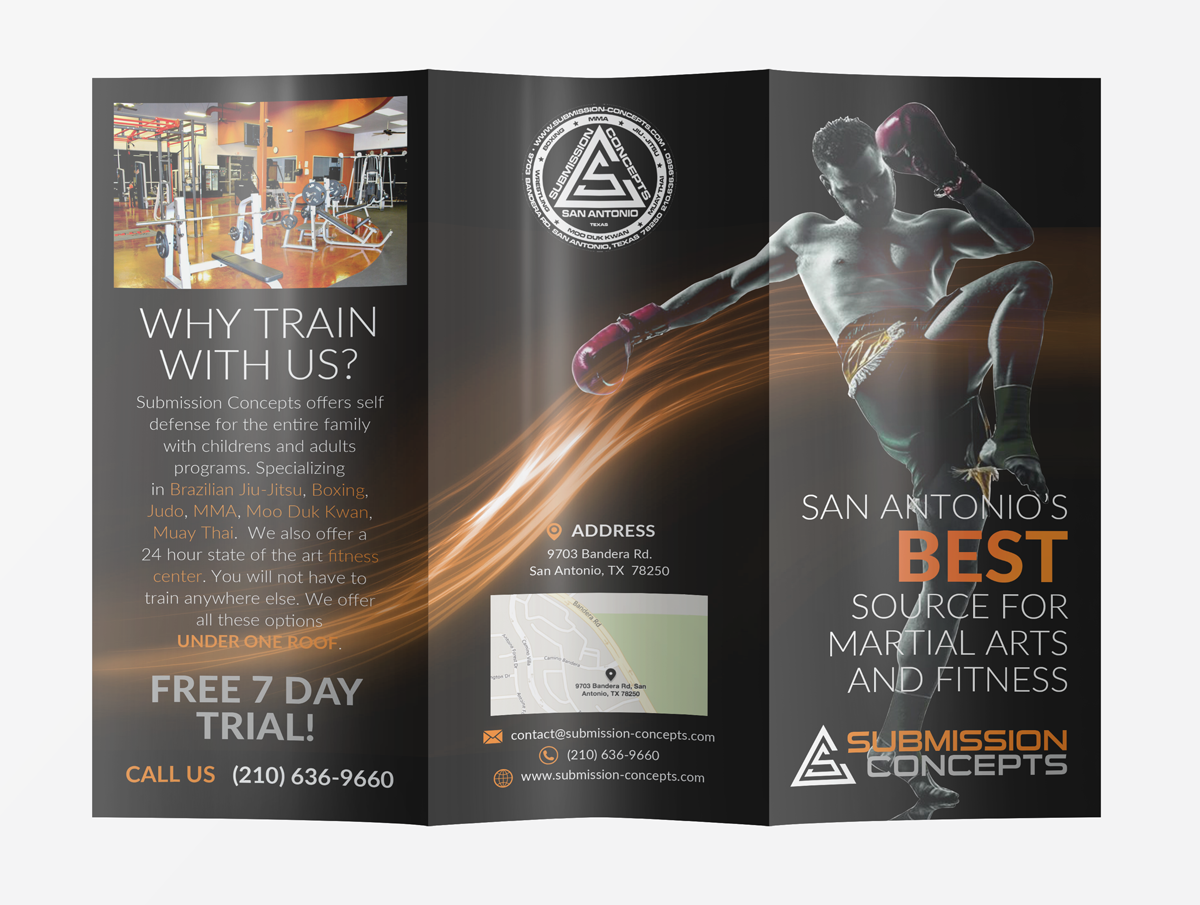 WHY TRAIN
WITH US?
Submission Concepts offers self
defense for the entire family
with childrens and adults
programs. Specializing
in Brazilian Jiu-Jitsu, Boxing,
Judo, MMA, Moo Duk Kwan,
Muay Thai.  We also offer a
24 hour state of the art fitness
center. You will not have to
train anywhere else. We offer
all these options
UNDER ONE ROOF.
FREE 7 DAY
TRIAL!
CALL US (210) 636-9660
WWW.SUBMISSION-CONCEPTS.COM
9703 BANDERA RD. SAN ANTONIO, TEXAS 78250 210.636.9660
MMA
JIU-JITSU
MUAY THAI
MOO DUK KWAN
WRESTLING
BOXING
SUBMISSION
CONCEPTS
SAN ANTONIO
TEXAS
ADDRESS
9703 Bandera Rd.
San Antonio, TX 78250
Bandera Rd
Camino Bandera
9703 Bandera Rd, San
Antonio, TX 78250
contact@submission-concepts.com
(210) 636-9660
www.submission-concepts.com
SAN ANTONIO'S
BEST
SOURCE FOR
MARTIAL ARTS
AND FITNESS
SUBMISSION
CONCEPTS